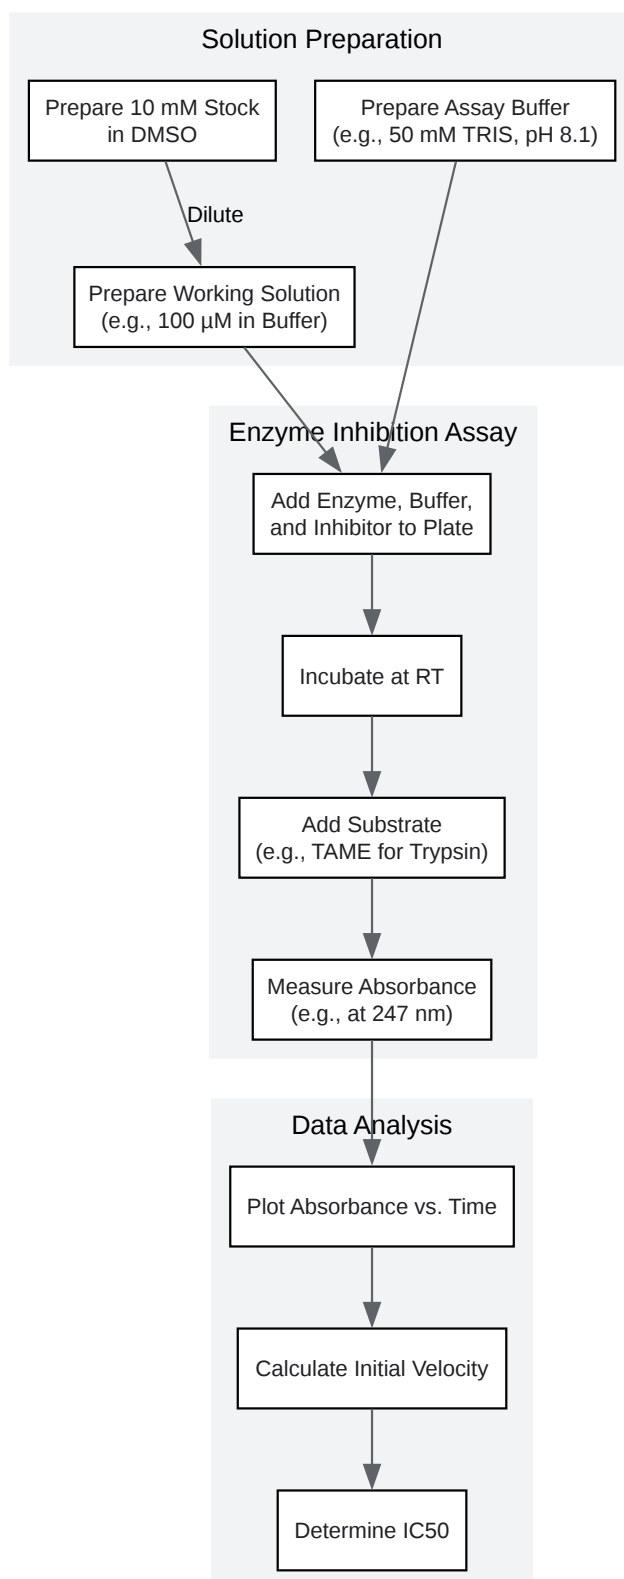 Solution Preparation
Prepare 10 mM Stock
in DMSO
Prepare Assay Buffer
(e.g., 50 mM TRIS, pH 8.1)
Dilute
Prepare Working Solution
(e.g., 100 µM in Buffer)
Enzyme Inhibition Assay
Add Enzyme, Buffer,
and Inhibitor to Plate
Incubate at RT
Add Substrate
(e.g., TAME for Trypsin)
Measure Absorbance
(e.g., at 247 nm)
Data Analysis
Plot Absorbance vs. Time
Calculate Initial Velocity
Determine IC50